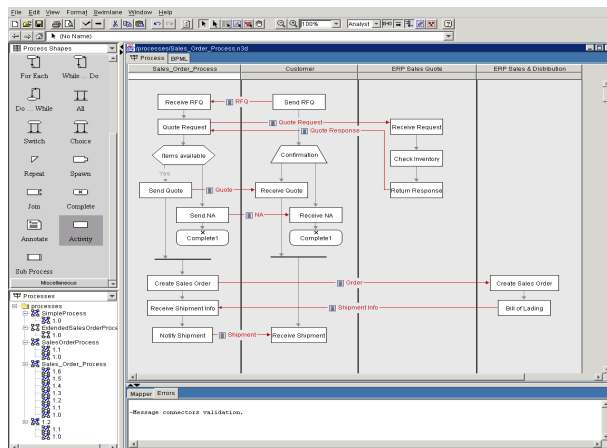 File Edit View Format Swimlane Window Tools Help
100% Analyst
(No Name)
Process Shapes
For Each While ... Do
Do ... While All
Switch Choice
Repeat Spawn
Join Complete
Annotate Activity
Sub Process
Miscellaneous
Processes
processes
SimpleProcess
1.0
ExtendedSalesOrderProce
1.0
SalesOrderProcess
1.1
1.0
Sales_Order_Process
1.6
1.5
1.4
1.3
1.2
1.1
1.0
1.2
1.1
1.0
/processes/Sales_Order_Process.n3d
Process BPML
Sales_Order_Process Customer ERP Sales Quote ERP Sales & Distribution
Receive RFQ RFQ Send RFQ
Quote Request Quote Request Receive Request
Quote Response
Items available Confirmation Check Inventory
Yes
Send Quote Quote Receive Quote Return Response
Send NA NA Receive NA
Complete1 Complete1
Create Sales Order Order Create Sales Order
Receive Shipment Info Shipment Info Bill of Lading
Notify Shipment Shipment Receive Shipment
Mapper Errors
-Message connectors validation.